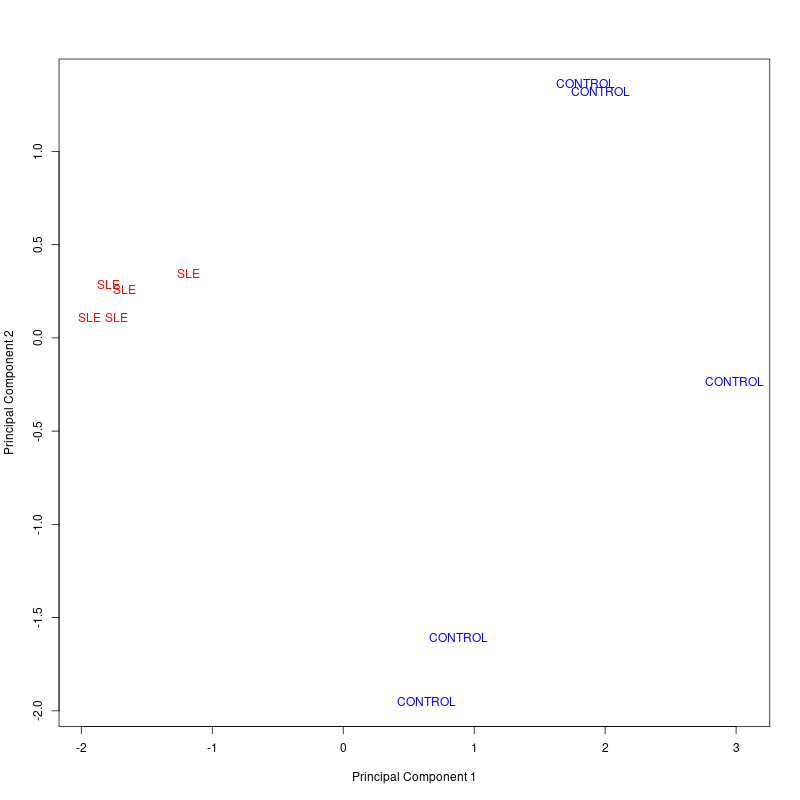 CONTROL
CONTROL
1.0
0.5
SLE
SLE
SLE
SLE SLE
0.0
Principal Component 2
CONTROL
-0.5
-1.0
-1.5
CONTROL
CONTROL
-2.0
-2 -1 0 1 2 3
Principal Component 1